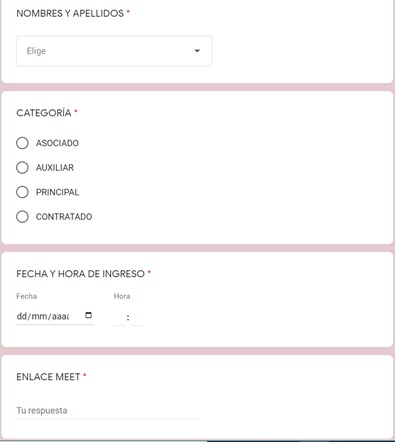 NOMBRES Y APELLIDOS *
Elige
CATEGORÍA *
ASOCIADO
AUXILIAR
PRINCIPAL
CONTRATADO
FECHA Y HORA DE INGRESO *
Fecha Hora
dd/mm/aaaa :
ENLACE MEET *
Tu respuesta